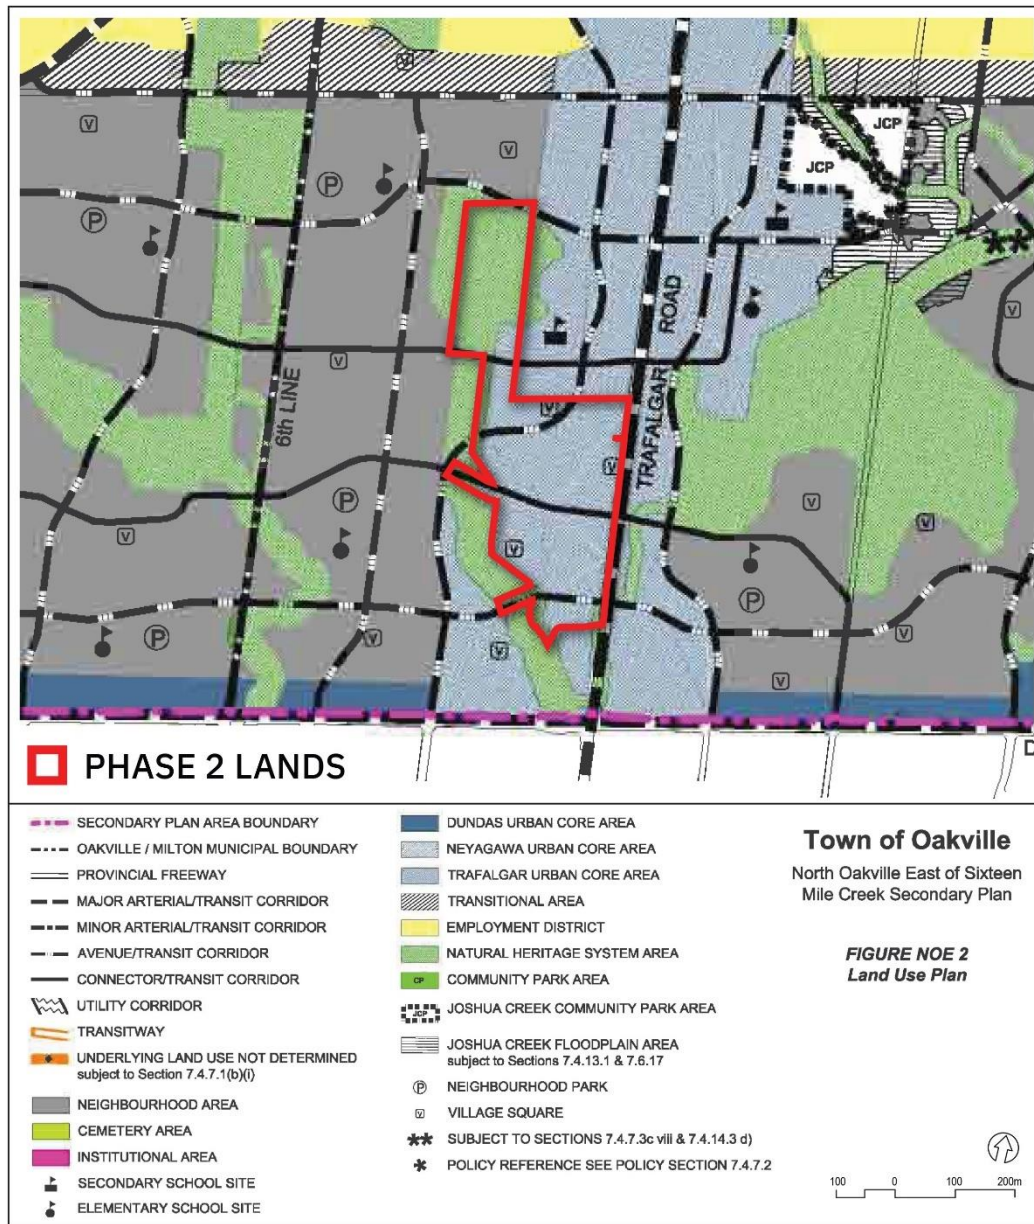 JCP
JCP
6th LINE
TRAFALGAR ROAD
P
P
P
P
P
V
V
V
V
V
V
V
V
V
V
V
V
V
V
D
PHASE 2 LANDS
SECONDARY PLAN AREA BOUNDARY
OAKVILLE / MILTON MUNICIPAL BOUNDARY
PROVINCIAL FREEWAY
MAJOR ARTERIAL/TRANSIT CORRIDOR
MINOR ARTERIAL/TRANSIT CORRIDOR
AVENUE/TRANSIT CORRIDOR
CONNECTOR/TRANSIT CORRIDOR
UTILITY CORRIDOR
TRANSITWAY
UNDERLYING LAND USE NOT DETERMINED
subject to Section 7.4.7.1(b)(i)
NEIGHBOURHOOD AREA
CEMETERY AREA
INSTITUTIONAL AREA
SECONDARY SCHOOL SITE
ELEMENTARY SCHOOL SITE
DUNDAS URBAN CORE AREA
NEYAGAWA URBAN CORE AREA
TRAFALGAR URBAN CORE AREA
TRANSITIONAL AREA
EMPLOYMENT DISTRICT
NATURAL HERITAGE SYSTEM AREA
CP COMMUNITY PARK AREA
JCP JOSHUA CREEK COMMUNITY PARK AREA
JOSHUA CREEK FLOODPLAIN AREA
subject to Sections 7.4.13.1 & 7.6.17
P NEIGHBOURHOOD PARK
V VILLAGE SQUARE
** SUBJECT TO SECTIONS 7.4.7.3c viii & 7.4.14.3 d)
* POLICY REFERENCE SEE POLICY SECTION 7.4.7.2
Town of Oakville
North Oakville East of Sixteen
Mile Creek Secondary Plan
FIGURE NOE 2
Land Use Plan
100 0 100 200m